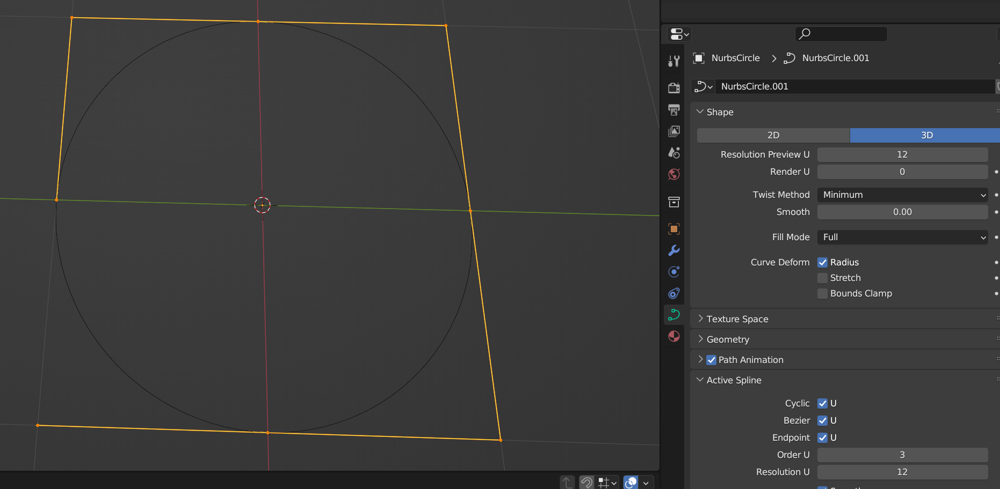 NurbsCircle > NurbsCircle.001
NurbsCircle.001
Shape
2D 3D
Resolution Preview U 12
Render U 0
Twist Method Minimum
Smooth 0.00
Fill Mode Full
Curve Deform Radius
Stretch
Bounds Clamp
Texture Space
Geometry
Path Animation
Active Spline
Cyclic U
Bezier U
Endpoint U
Order U 3
Resolution U 12